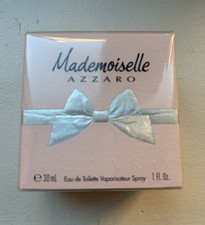 Mademoiselle
AZZARO
℮ 30 ml Eau de Toilette Vaporisateur Spray 1 fl. Oz.